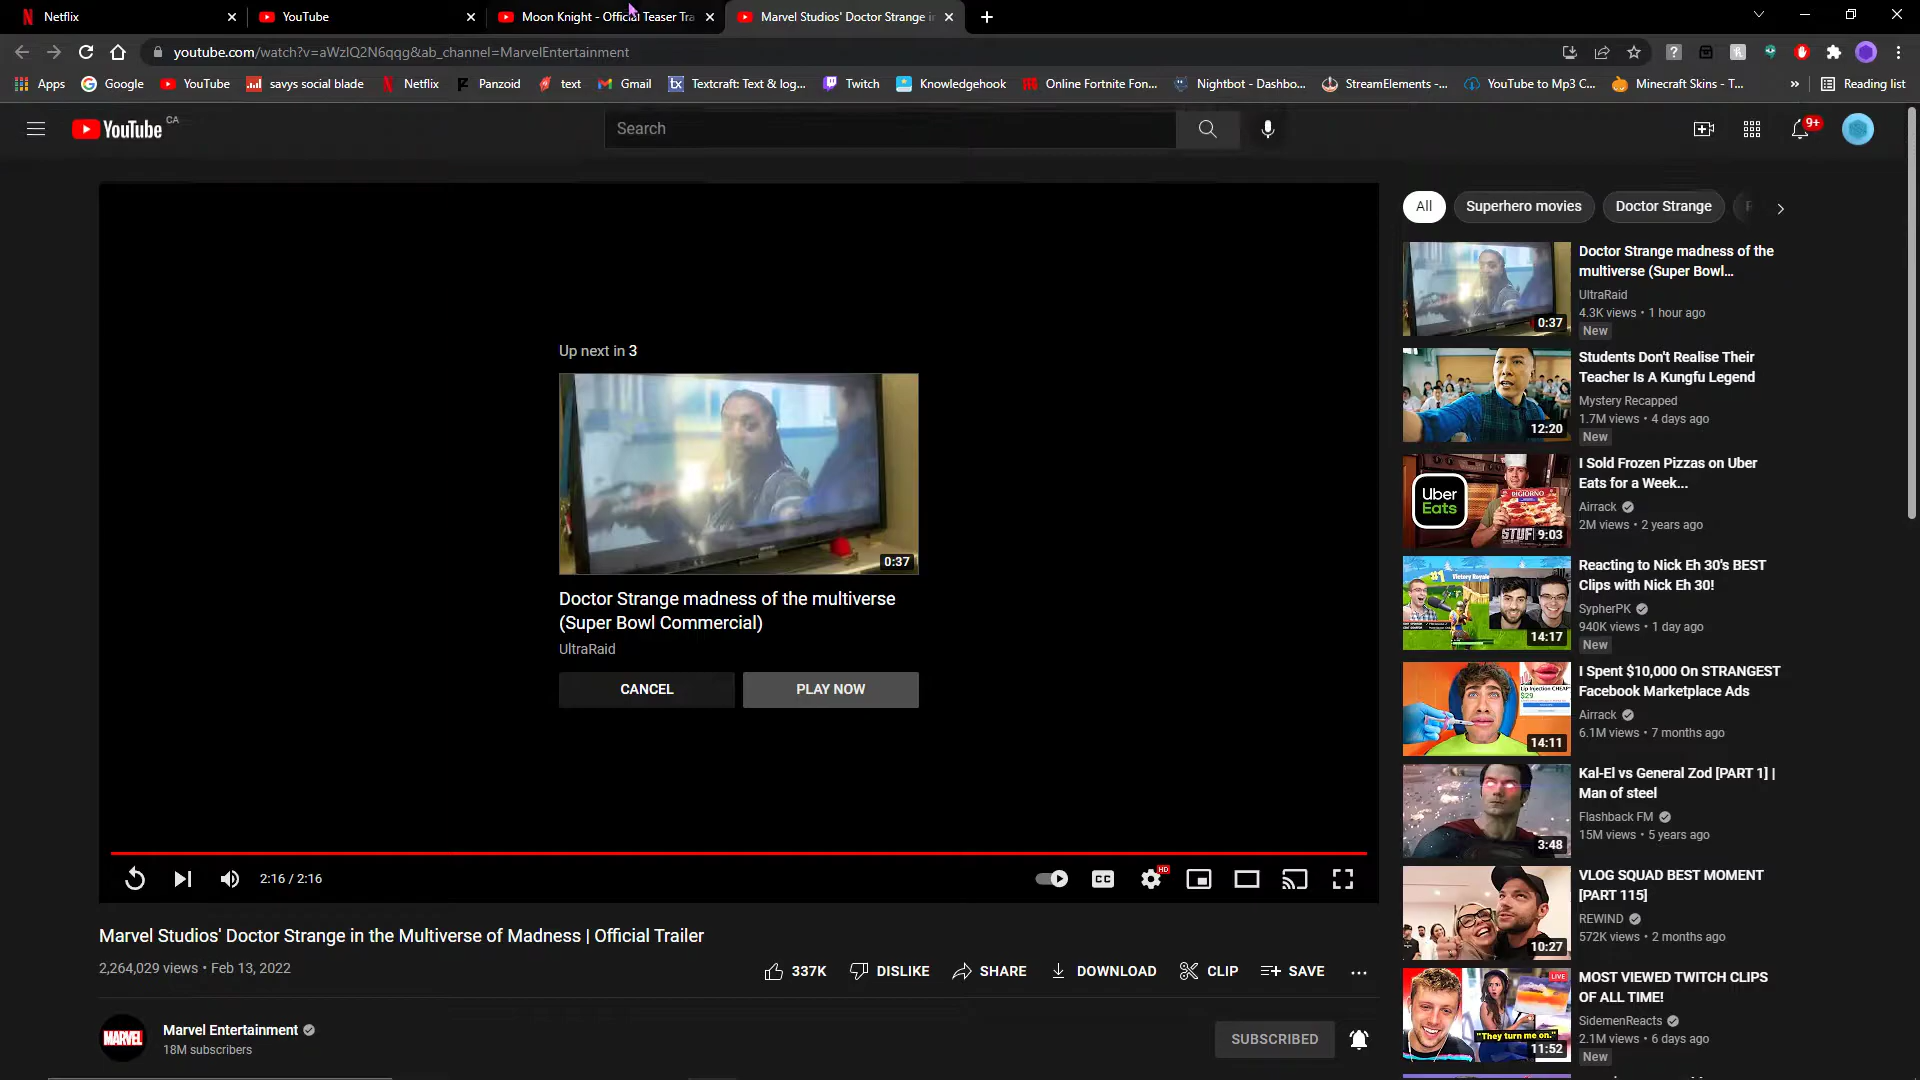 Netflix
YouTube
Moon Knight - Official Teaser Tra
Marvel Studios' Doctor Strange in
youtube.com/watch?v=aWzlQ2N6qqg&ab_channel=MarvelEntertainment
Apps
Google
YouTube
savys social blade
Netflix
Panzoid
text
Gmail
Textcraft: Text & log...
Twitch
Knowledgehook
Online Fortnite Fon...
Nightbot - Dashbo...
StreamElements -...
YouTube to Mp3 C...
Minecraft Skins - T...
»
Reading list
YouTube CA
Search
9+
All
Superhero movies
Doctor Strange
Up next in 3
0:37
Doctor Strange madness of the multiverse
(Super Bowl Commercial)
UltraRaid
CANCEL
PLAY NOW
2:16 / 2:16
CC
HD
Marvel Studios' Doctor Strange in the Multiverse of Madness | Official Trailer
2,264,029 views • Feb 13, 2022
337K
DISLIKE
SHARE
DOWNLOAD
CLIP
SAVE
...
MARVEL
Marvel Entertainment
18M subscribers
SUBSCRIBED
0:37
Doctor Strange madness of the
multiverse (Super Bowl...
UltraRaid
4.3K views • 1 hour ago
New
12:20
Students Don't Realise Their
Teacher Is A Kungfu Legend
Mystery Recapped
1.7M views • 4 days ago
New
Uber
Eats
DIGIORNO
STUF
9:03
I Sold Frozen Pizzas on Uber
Eats for a Week...
Airrack
2M views • 2 years ago
#1
Victory Royale
14:17
Reacting to Nick Eh 30's BEST
Clips with Nick Eh 30!
SypherPK
940K views • 1 day ago
New
Lip Injection CHEAP
$29
14:11
I Spent $10,000 On STRANGEST
Facebook Marketplace Ads
Airrack
6.1M views • 7 months ago
3:48
Kal-El vs General Zod [PART 1] |
Man of steel
Flashback FM
15M views • 5 years ago
10:27
VLOG SQUAD BEST MOMENT
[PART 115]
REWIND
572K views • 2 months ago
LIVE
"They turn me on."
11:52
MOST VIEWED TWITCH CLIPS
OF ALL TIME!
SidemenReacts
2.1M views • 6 days ago
New